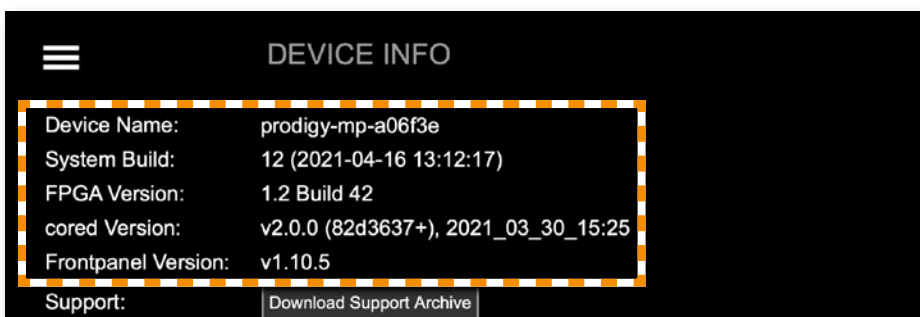 DEVICE INFO
Device Name: prodigy-mp-a06f3e
System Build: 12 (2021-04-16 13:12:17)
FPGA Version: 1.2 Build 42
cored Version: v2.0.0 (82d3637+), 2021_03_30_15:25
Frontpanel Version: v1.10.5
Support: Download Support Archive